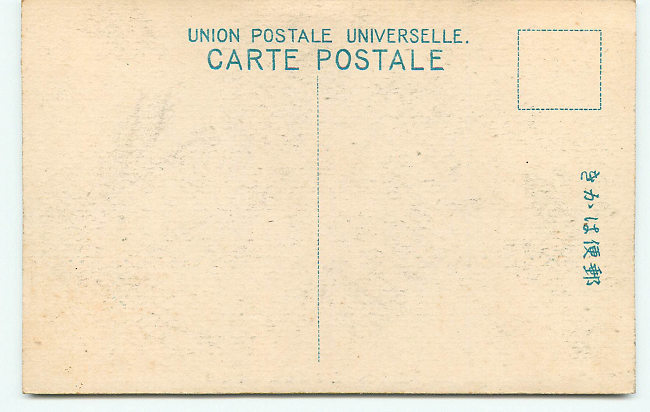 UNION POSTALE UNIVERSELLE.
CARTE POSTALE
郵便はかき